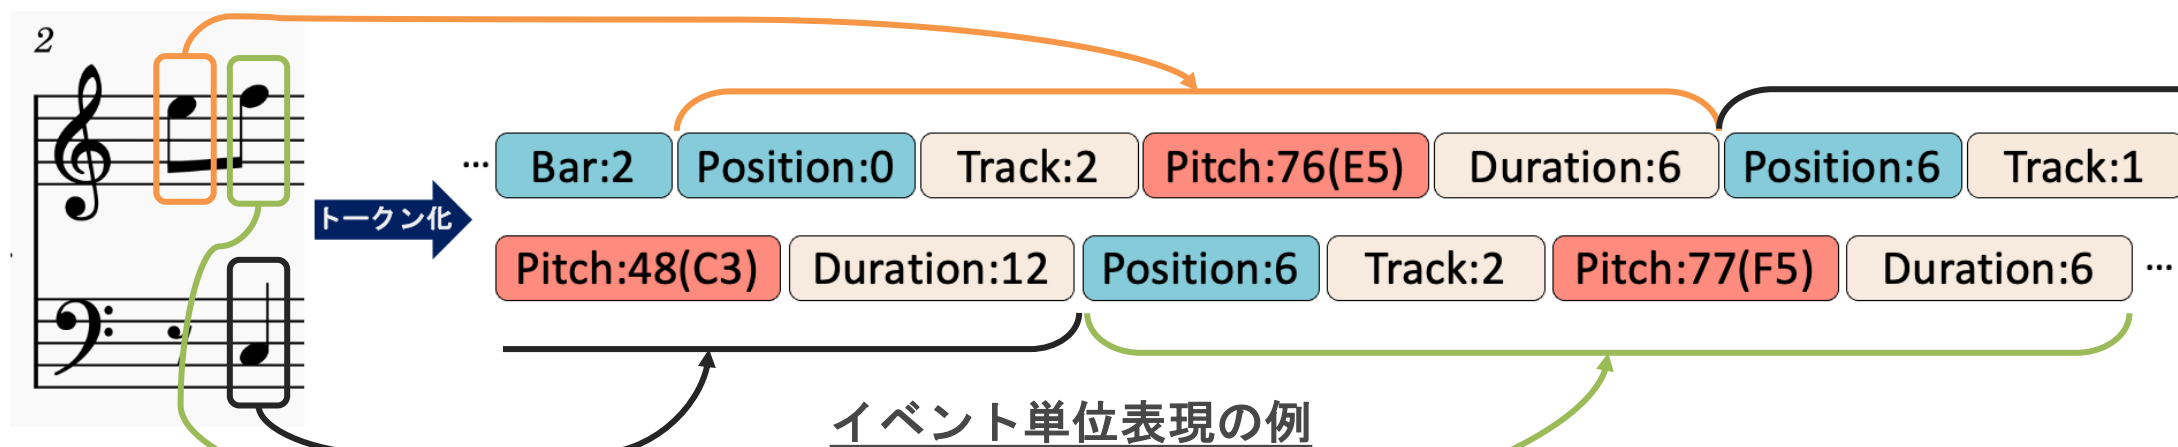 2
トークン化
... Bar:2 Position:0 Track:2 Pitch:76(E5) Duration:6 Position:6 Track:1
Pitch:48(C3) Duration:12 Position:6 Track:2 Pitch:77(F5) Duration:6 ...
イベント単位表現の例